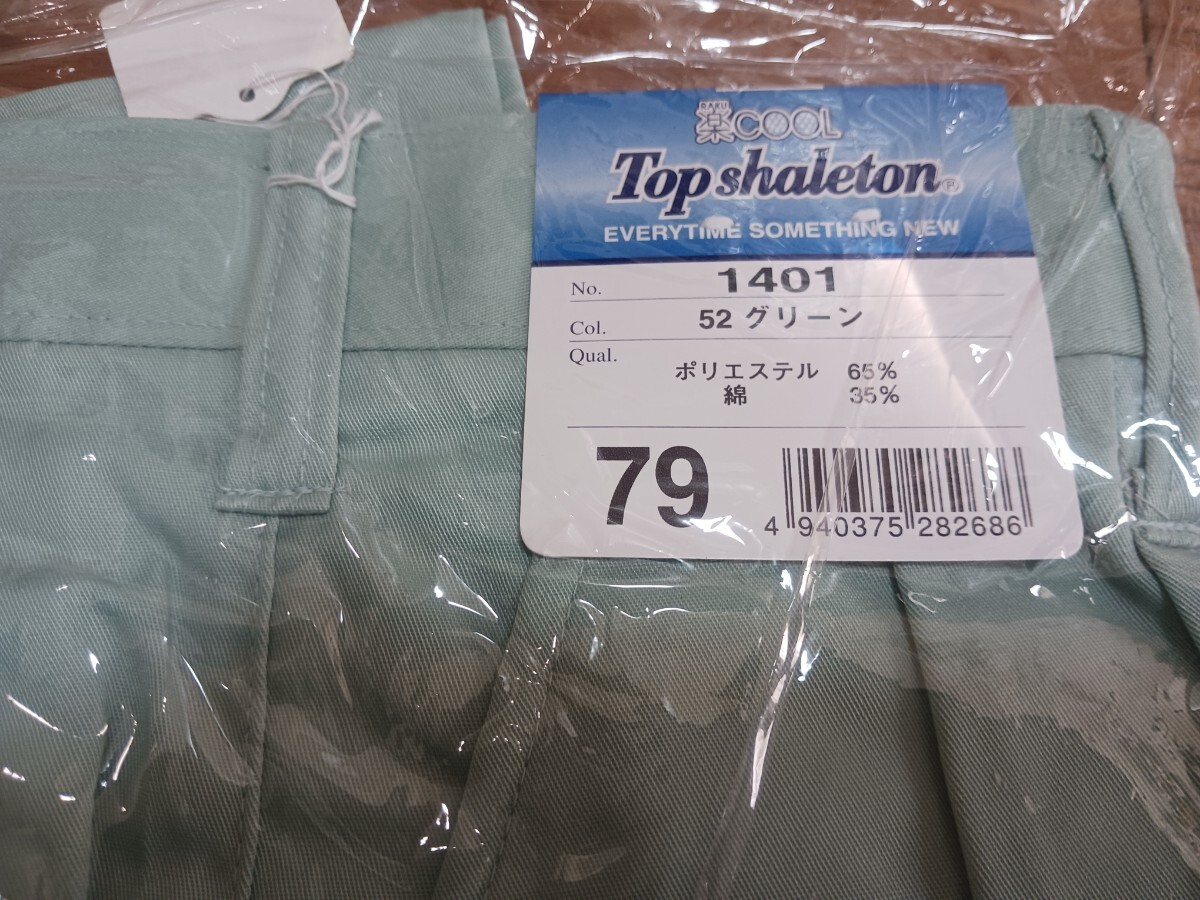 RAKU
楽COOL
Top shaleton®
EVERYTIME SOMETHING NEW
No. 1401
Col. 52 グリーン
Qual.
ポリエステル 65%
綿 35%
79
4 940375 282686